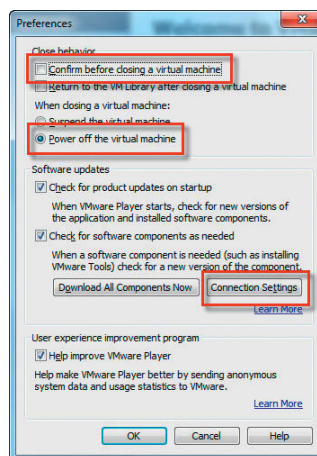 Preferences
Welcome to V
Close behavior
Confirm before closing a virtual machine
Return to the VM Library after closing a virtual machine
When closing a virtual machine:
Suspend the virtual machine
Power off the virtual machine
Software updates
Check for product updates on startup
When VMware Player starts, check for new versions of
the application and installed software components.
Check for software components as needed
When a software component is needed (such as installing
VMware Tools) check for a new version of the component.
Download All Components Now Connection Settings
Learn More
User experience improvement program
Help improve VMware Player
Help make VMware Player better by sending anonymous
system data and usage statistics to VMware.
Learn More
OK Cancel Help